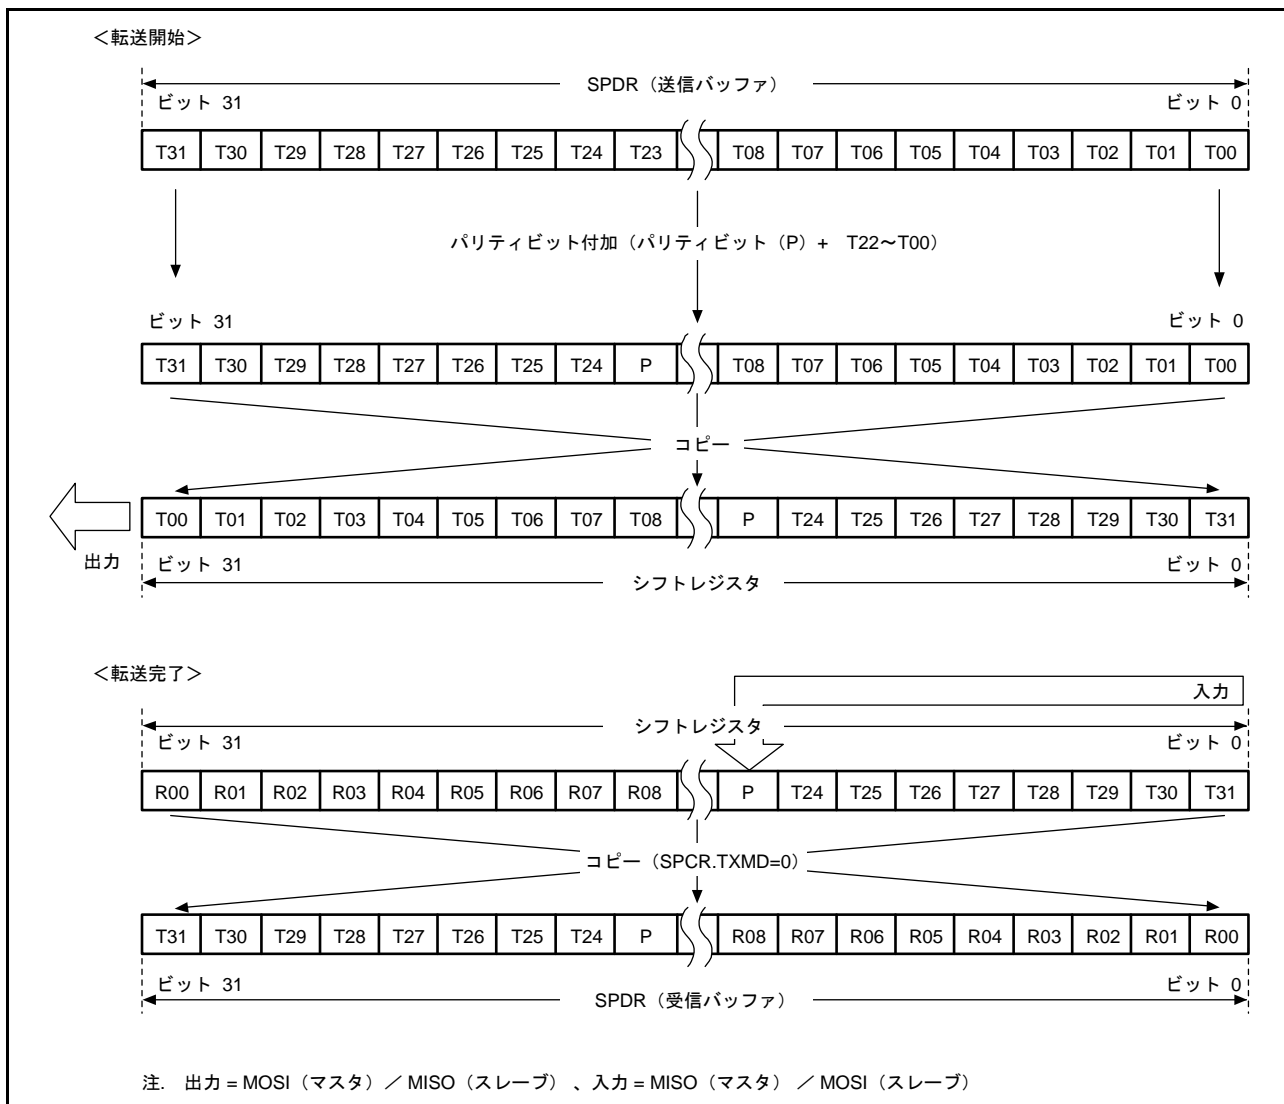 ＜転送開始＞
SPDR（送信バッファ）
ビット 31 ビット 0
T31 T30 T29 T28 T27 T26 T25 T24 T23 T08 T07 T06 T05 T04 T03 T02 T01 T00
パリティビット付加（パリティビット（P）+ T22～T00）
ビット 31 ビット 0
T31 T30 T29 T28 T27 T26 T25 T24 P T08 T07 T06 T05 T04 T03 T02 T01 T00
コピー
T00 T01 T02 T03 T04 T05 T06 T07 T08 P T24 T25 T26 T27 T28 T29 T30 T31
出力 ビット 31 ビット 0
シフトレジスタ
＜転送完了＞
入力
シフトレジスタ
ビット 31 ビット 0
R00 R01 R02 R03 R04 R05 R06 R07 R08 P T24 T25 T26 T27 T28 T29 T30 T31
コピー（SPCR.TXMD=0）
T31 T30 T29 T28 T27 T26 T25 T24 P R08 R07 R06 R05 R04 R03 R02 R01 R00
ビット 31 ビット 0
SPDR（受信バッファ）
注. 出力 = MOSI（マスタ）／ MISO（スレーブ）、入力 = MISO（マスタ）／ MOSI（スレーブ）